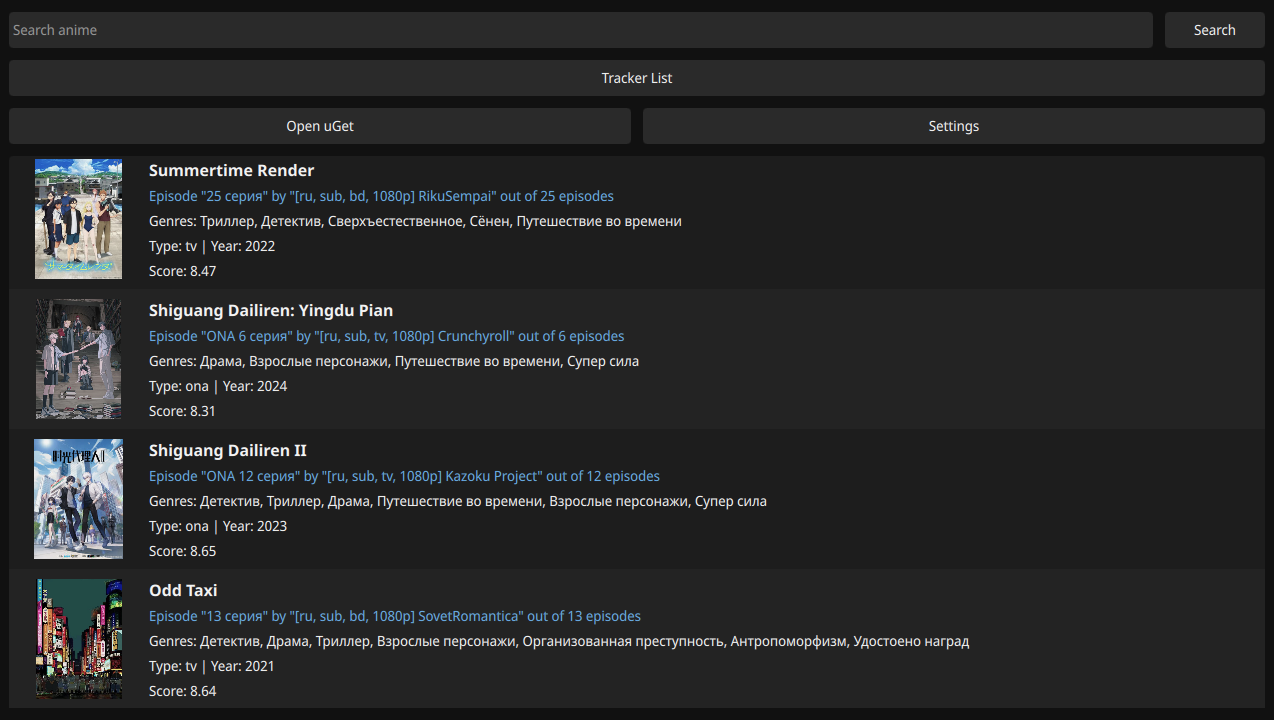 Search anime
Search
Tracker List
Open uGet
Settings
Summertime Render
Episode "25 серия" by "[ru, sub, bd, 1080p] RikuSempai" out of 25 episodes
Genres: Триллер, Детектив, Сверхъестественное, Сёнен, Путешествие во времени
Type: tv | Year: 2022
Score: 8.47
Shiguang Dailiren: Yingdu Pian
Episode "ONA 6 серия" by "[ru, sub, tv, 1080p] Crunchyroll" out of 6 episodes
Genres: Драма, Взрослые персонажи, Путешествие во времени, Супер сила
Type: ona | Year: 2024
Score: 8.31
时光代理人II
Shiguang Dailiren II
Episode "ONA 12 серия" by "[ru, sub, tv, 1080p] Kazoku Project" out of 12 episodes
Genres: Детектив, Триллер, Драма, Путешествие во времени, Взрослые персонажи, Супер сила
Type: ona | Year: 2023
Score: 8.65
Odd Taxi
Episode "13 серия" by "[ru, sub, bd, 1080p] SovetRomantica" out of 13 episodes
Genres: Детектив, Драма, Триллер, Взрослые персонажи, Организованная преступность, Антропоморфизм, Удостоено наград
Type: tv | Year: 2021
Score: 8.64